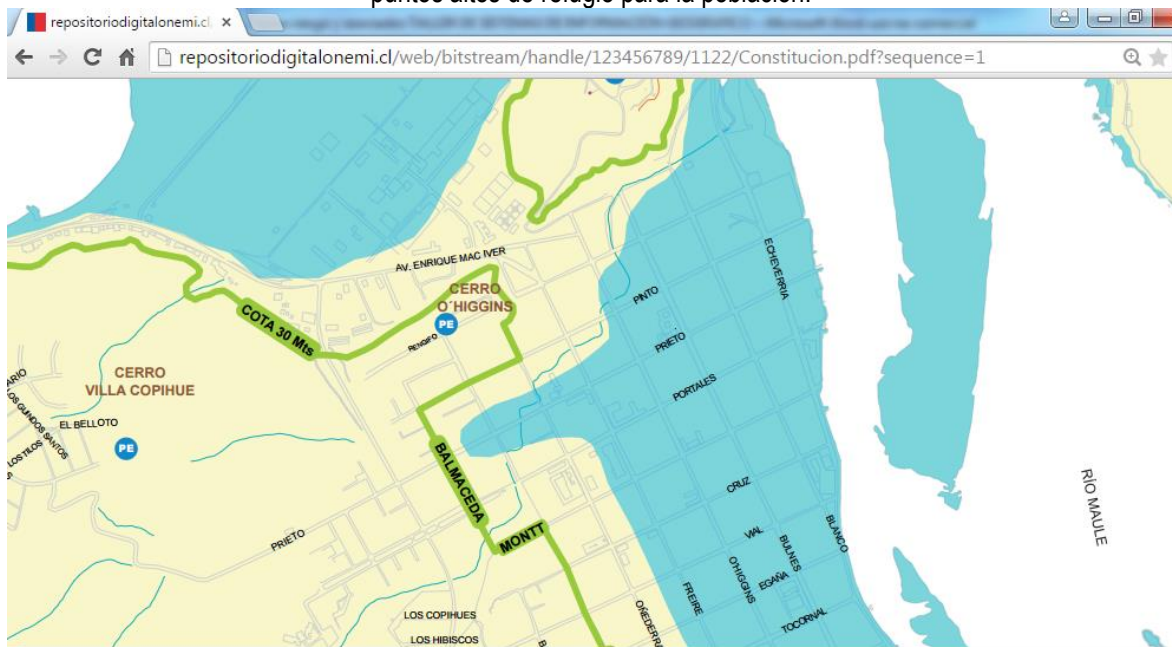 puntos altos de refugio para la población.
repositoriodigitalonemi.cl
repositoriodigitalonemi.cl/web/bitstream/handle/123456789/1122/Constitucion.pdf?sequence=1
AV. ENRIQUE MAC IVER
ECHEVERRIA
CERRO
O´HIGGINS
PINTO
PE
COTA 30 Mts
RENGIFO
PRIETO
CERRO
VILLA COPIHUE
PORTALES
LOS GUINDOS SANTOS
EL BELLOTO
LOS TILOS
PE
BALMACEDA
CRUZ
RÍO MAULE
PRIETO
MONTT
VIAL
BULNES
BLANCO
O'HIGGINS
EGAÑA
FREIRE
LOS COPIHUES
TOCORNAL
LOS HIBISCOS